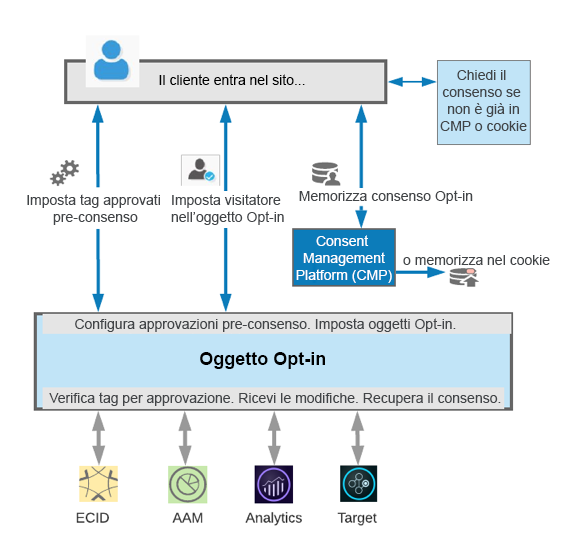 Il cliente entra nel sito...
Chiedi il
consenso se
non è già in
CMP o cookie
Imposta tag approvati
pre-consenso
Imposta visitatore
nell'oggetto Opt-in
Memorizza consenso Opt-in
Consent
Management
Platform (CMP)
o memorizza nel cookie
Configura approvazioni pre-consenso. Imposta oggetti Opt-in.
Oggetto Opt-in
Verifica tag per approvazione. Ricevi le modifiche. Recupera il consenso.
ECID
AAM
Analytics
Target